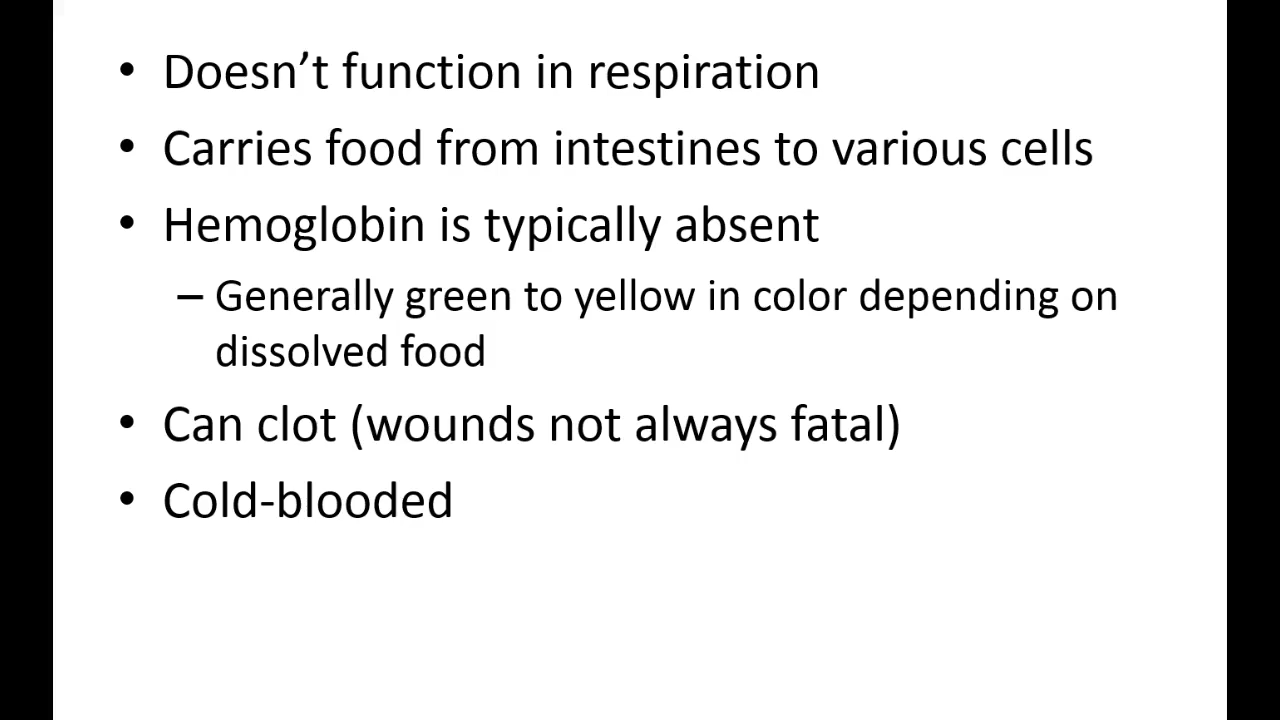 • Doesn’t function in respiration
• Carries food from intestines to various cells
• Hemoglobin is typically absent
– Generally green to yellow in color depending on
dissolved food
• Can clot (wounds not always fatal)
• Cold-blooded